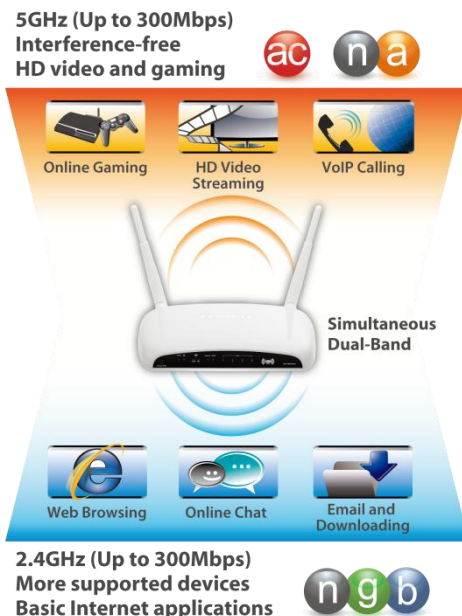 5GHz (Up to 300Mbps)
Interference-free
HD video and gaming
ac n a
Online Gaming
HD Video
Streaming
VoIP Calling
Simultaneous
Dual-Band
Web Browsing
Online Chat
Email and
Downloading
2.4GHz (Up to 300Mbps)
More supported devices
Basic Internet applications
n g b